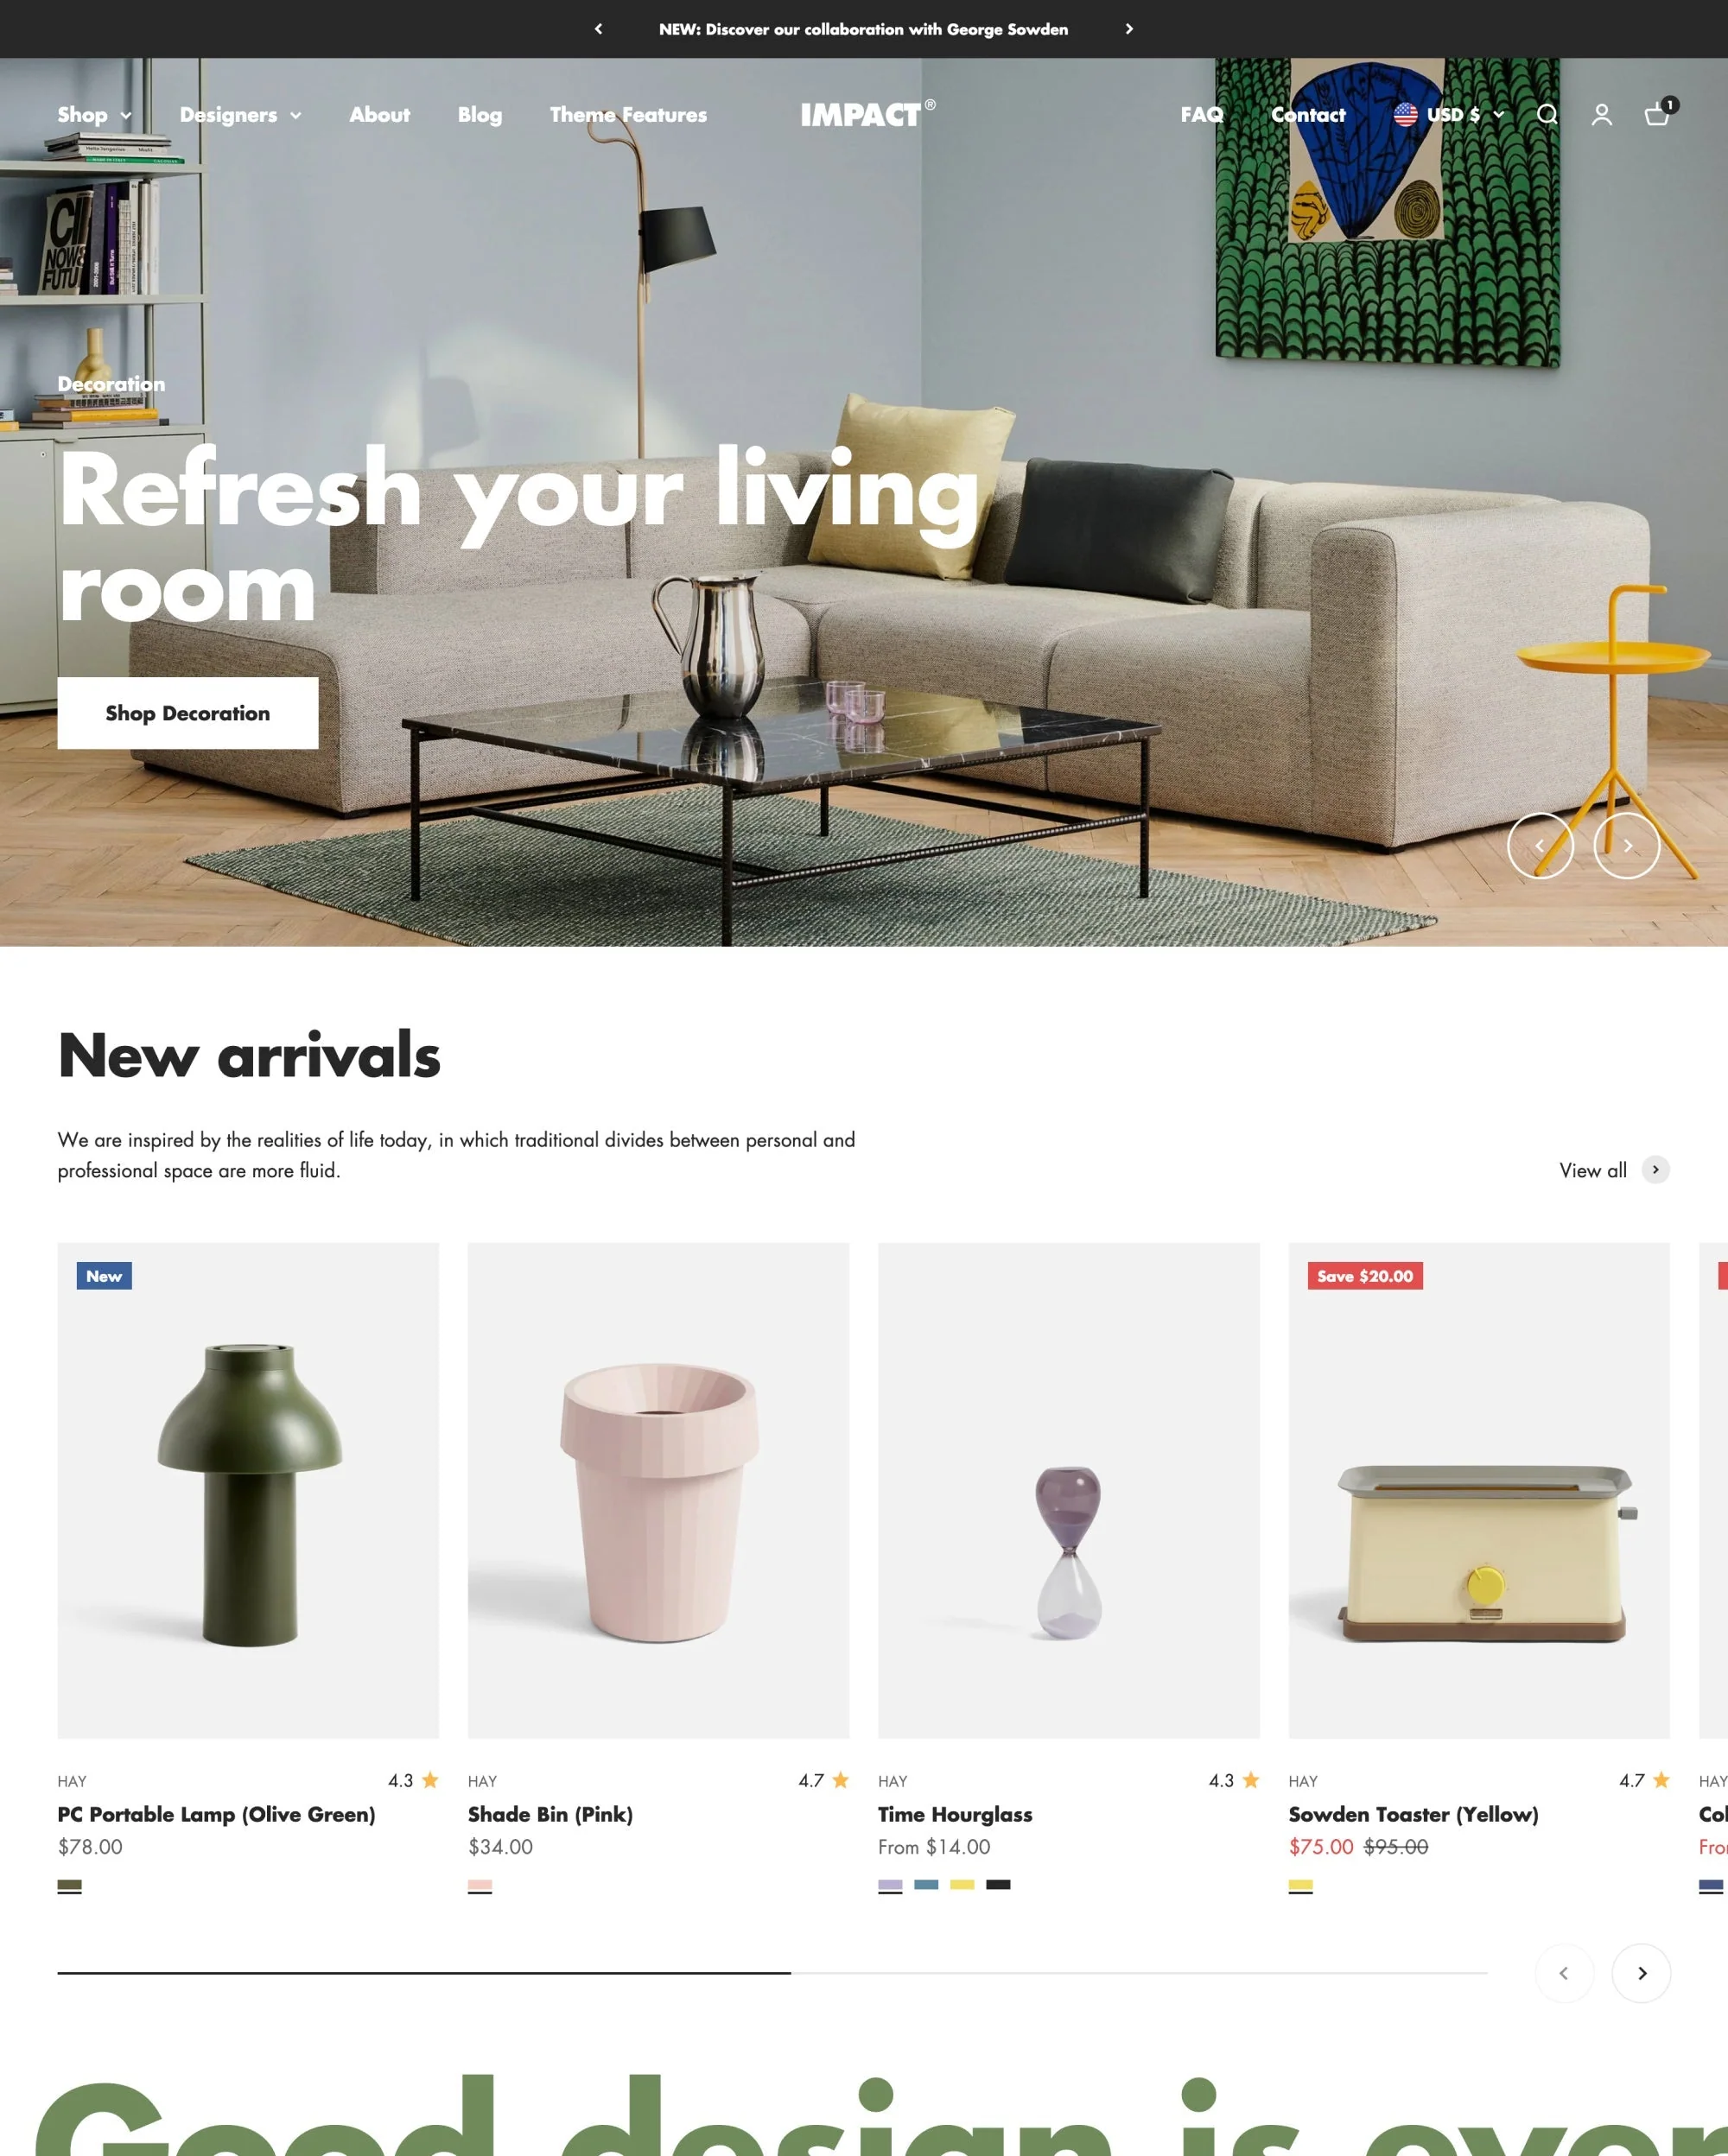 NEW: Discover our collaboration with George Sowden
Shop
Designers
About
Blog
Theme Features
IMPACT®
FAQ
Contact
USD $
1
Decoration
Refresh your living
room
Shop Decoration
New arrivals
We are inspired by the realities of life today, in which traditional divides between personal and
professional space are more fluid.
View all
New
Save $20.00
HAY 4.3
PC Portable Lamp (Olive Green)
$78.00
HAY 4.7
Shade Bin (Pink)
$34.00
HAY 4.3
Time Hourglass
From $14.00
HAY 4.7
Sowden Toaster (Yellow)
$75.00 $95.00
HAY
Good design is